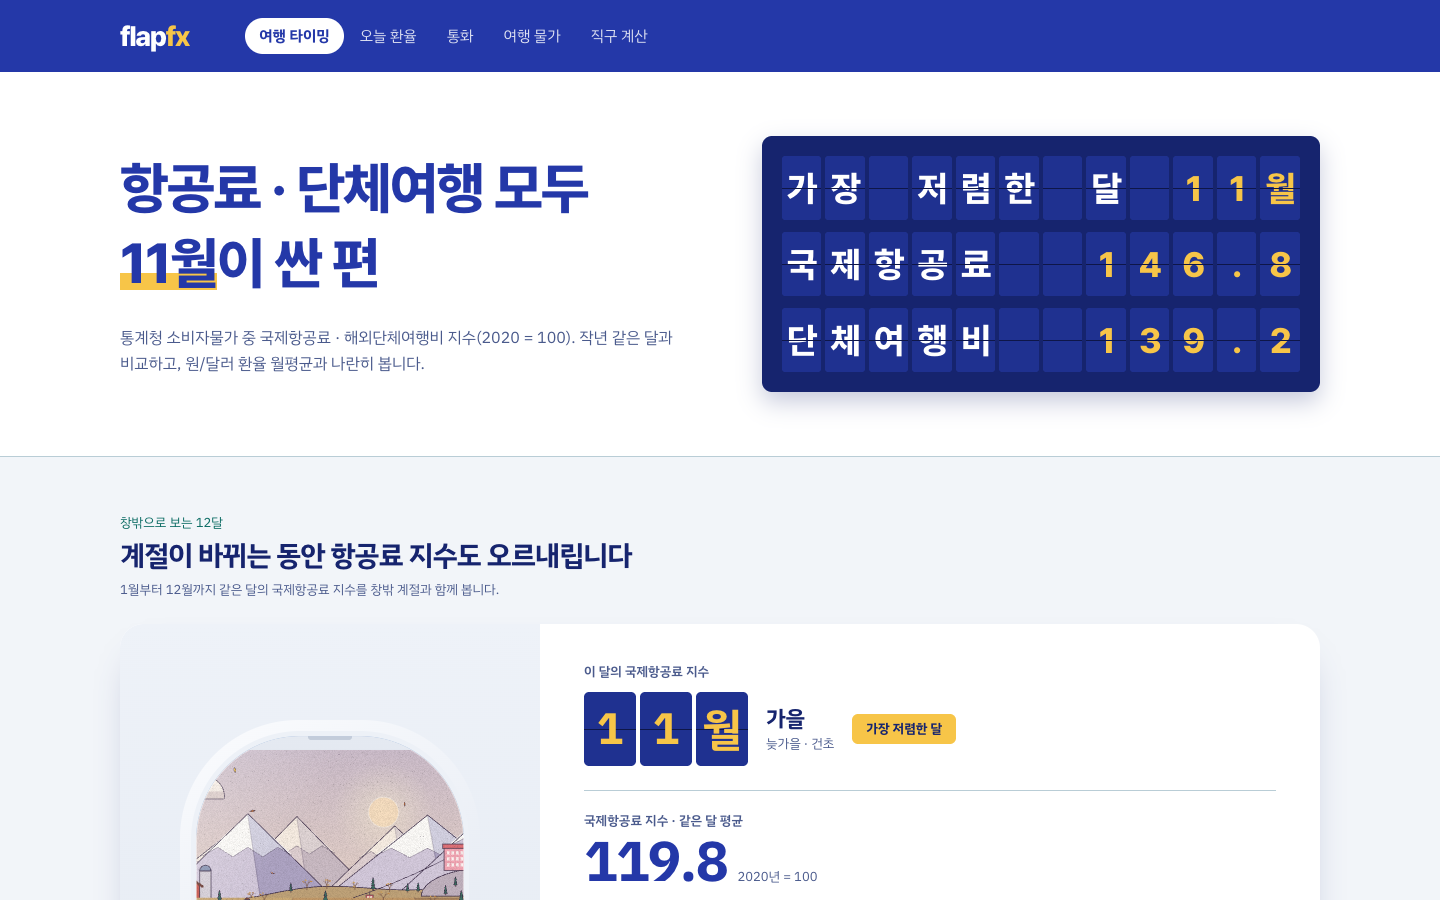 flapfx
여행 타이밍 오늘 환율 통화 여행 물가 직구 계산
항공료 · 단체여행 모두
11월이 싼 편
통계청 소비자물가 중 국제항공료 · 해외단체여행비 지수(2020 = 100). 작년 같은 달과
비교하고, 원/달러 환율 월평균과 나란히 봅니다.
가장 저렴한 달 11월
국제항공료 146.8
단체여행비 139.2
창밖으로 보는 12달
계절이 바뀌는 동안 항공료 지수도 오르내립니다
1월부터 12월까지 같은 달의 국제항공료 지수를 창밖 계절과 함께 봅니다.
이 달의 국제항공료 지수
11월
가을
늦가을 · 건초
가장 저렴한 달
국제항공료 지수 · 같은 달 평균
119.8 2020년 = 100